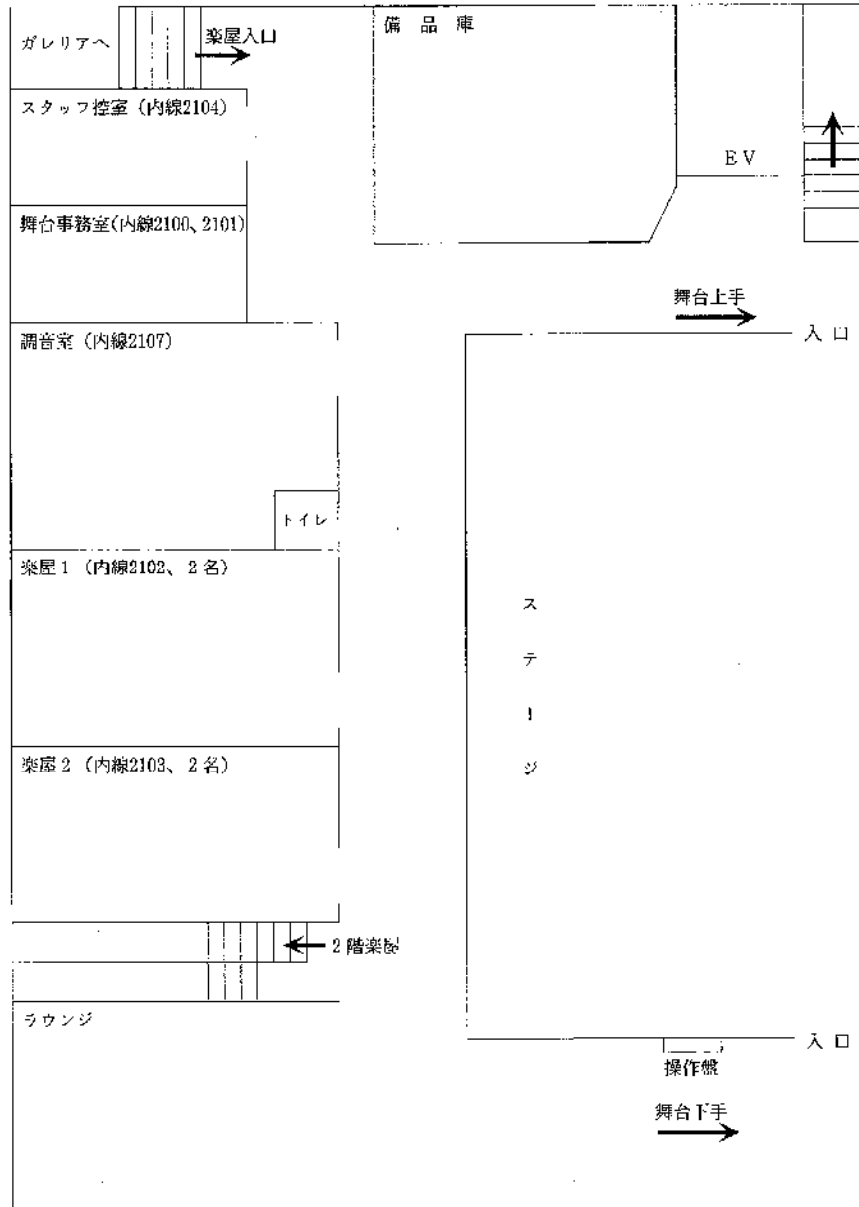 ガレリアへ
楽屋入口
備品庫
スタッフ控室（内線2104）
EV
舞台事務室(内線2100、2101)
舞台上手
入口
調音室（内線2107）
トイレ
楽屋1（内線2102、2名）
ステージ
楽屋2（内線2103、2名）
2階楽屋
ラウンジ
入口
操作盤
舞台下手